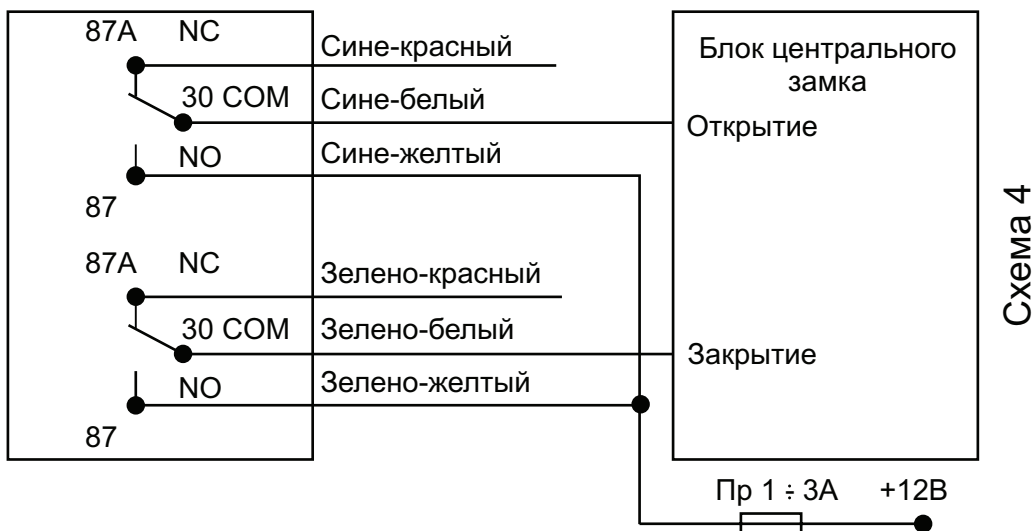 87A NC
Сине-красный
30 COM
Сине-белый
NO
Сине-желтый
87
87A NC
Зелено-красный
30 COM
Зелено-белый
NO
Зелено-желтый
87
Блок центрального
замка
Открытие
Закрытие
Пр 1 ÷ 3А +12В
Схема 4